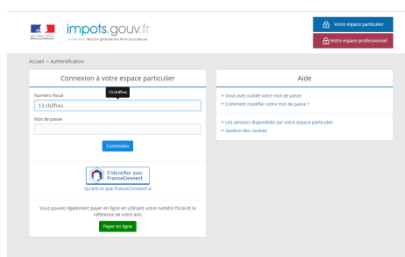 impots.gouv.fr
Votre espace particulier
Votre espace professionnel
Accueil > Authentification
Connexion à votre espace particulier
Numéro fiscal
13 chiffres
13 chiffres
Mot de passe
Connexion
S'identifier avec
FranceConnect
Qu'est-ce que FranceConnect ?
Vous pouvez également payer en ligne en utilisant votre numéro fiscal et la
référence de votre avis
Payer en ligne
Aide
Vous avez oublié votre mot de passe
Comment modifier votre mot de passe ?
Les services disponibles sur votre espace particulier
Gestion des cookies